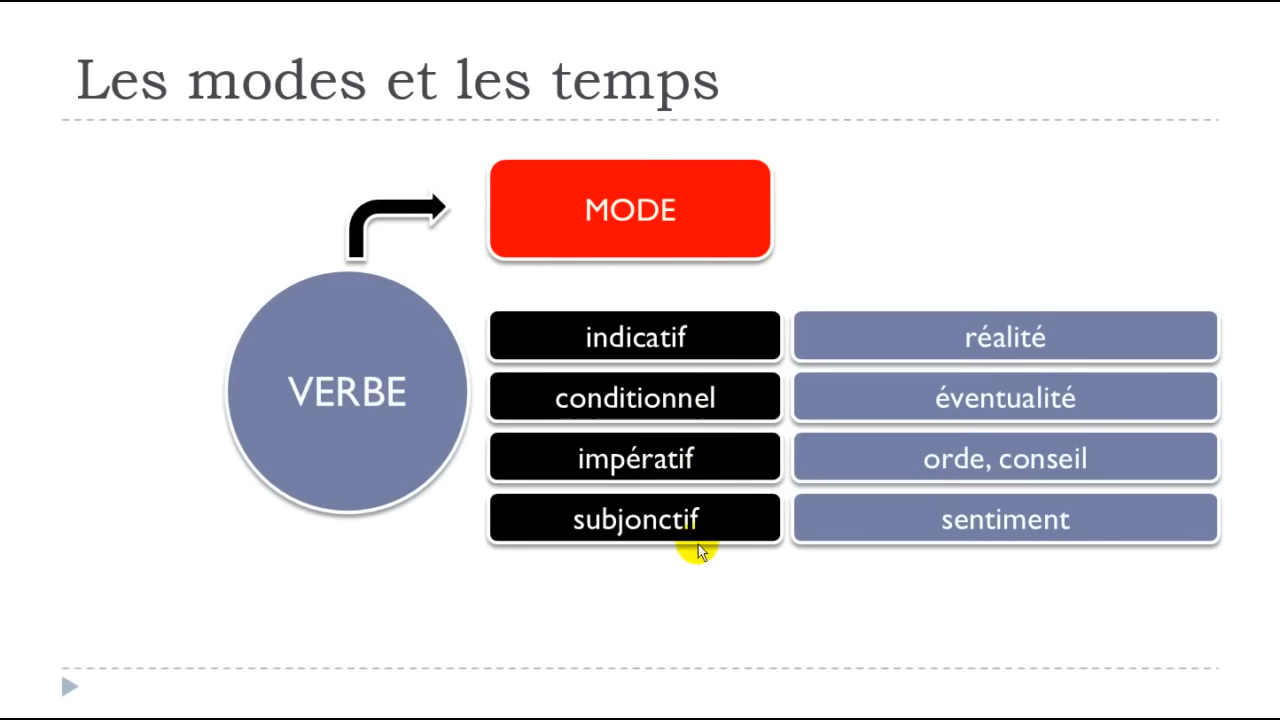 Les modes et les temps
MODE
VERBE
indicatif
réalité
conditionnel
éventualité
impératif
orde, conseil
subjonctif
sentiment